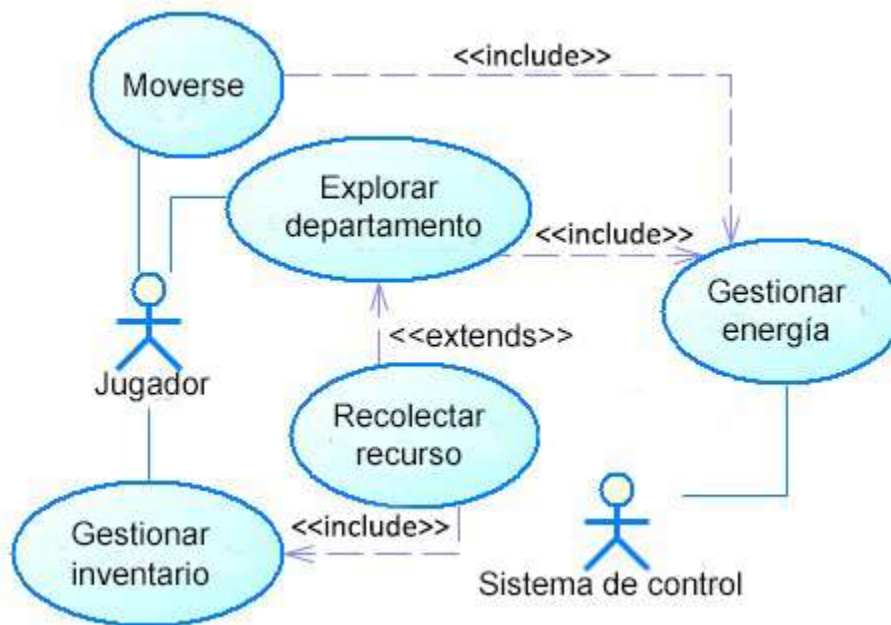 <<include>>
Moverse
Explorar
departamento
<<include>>
Gestionar
energía
<<extends>>
Jugador
Recolectar
recurso
<<include>>
Gestionar
inventario
Sistema de control